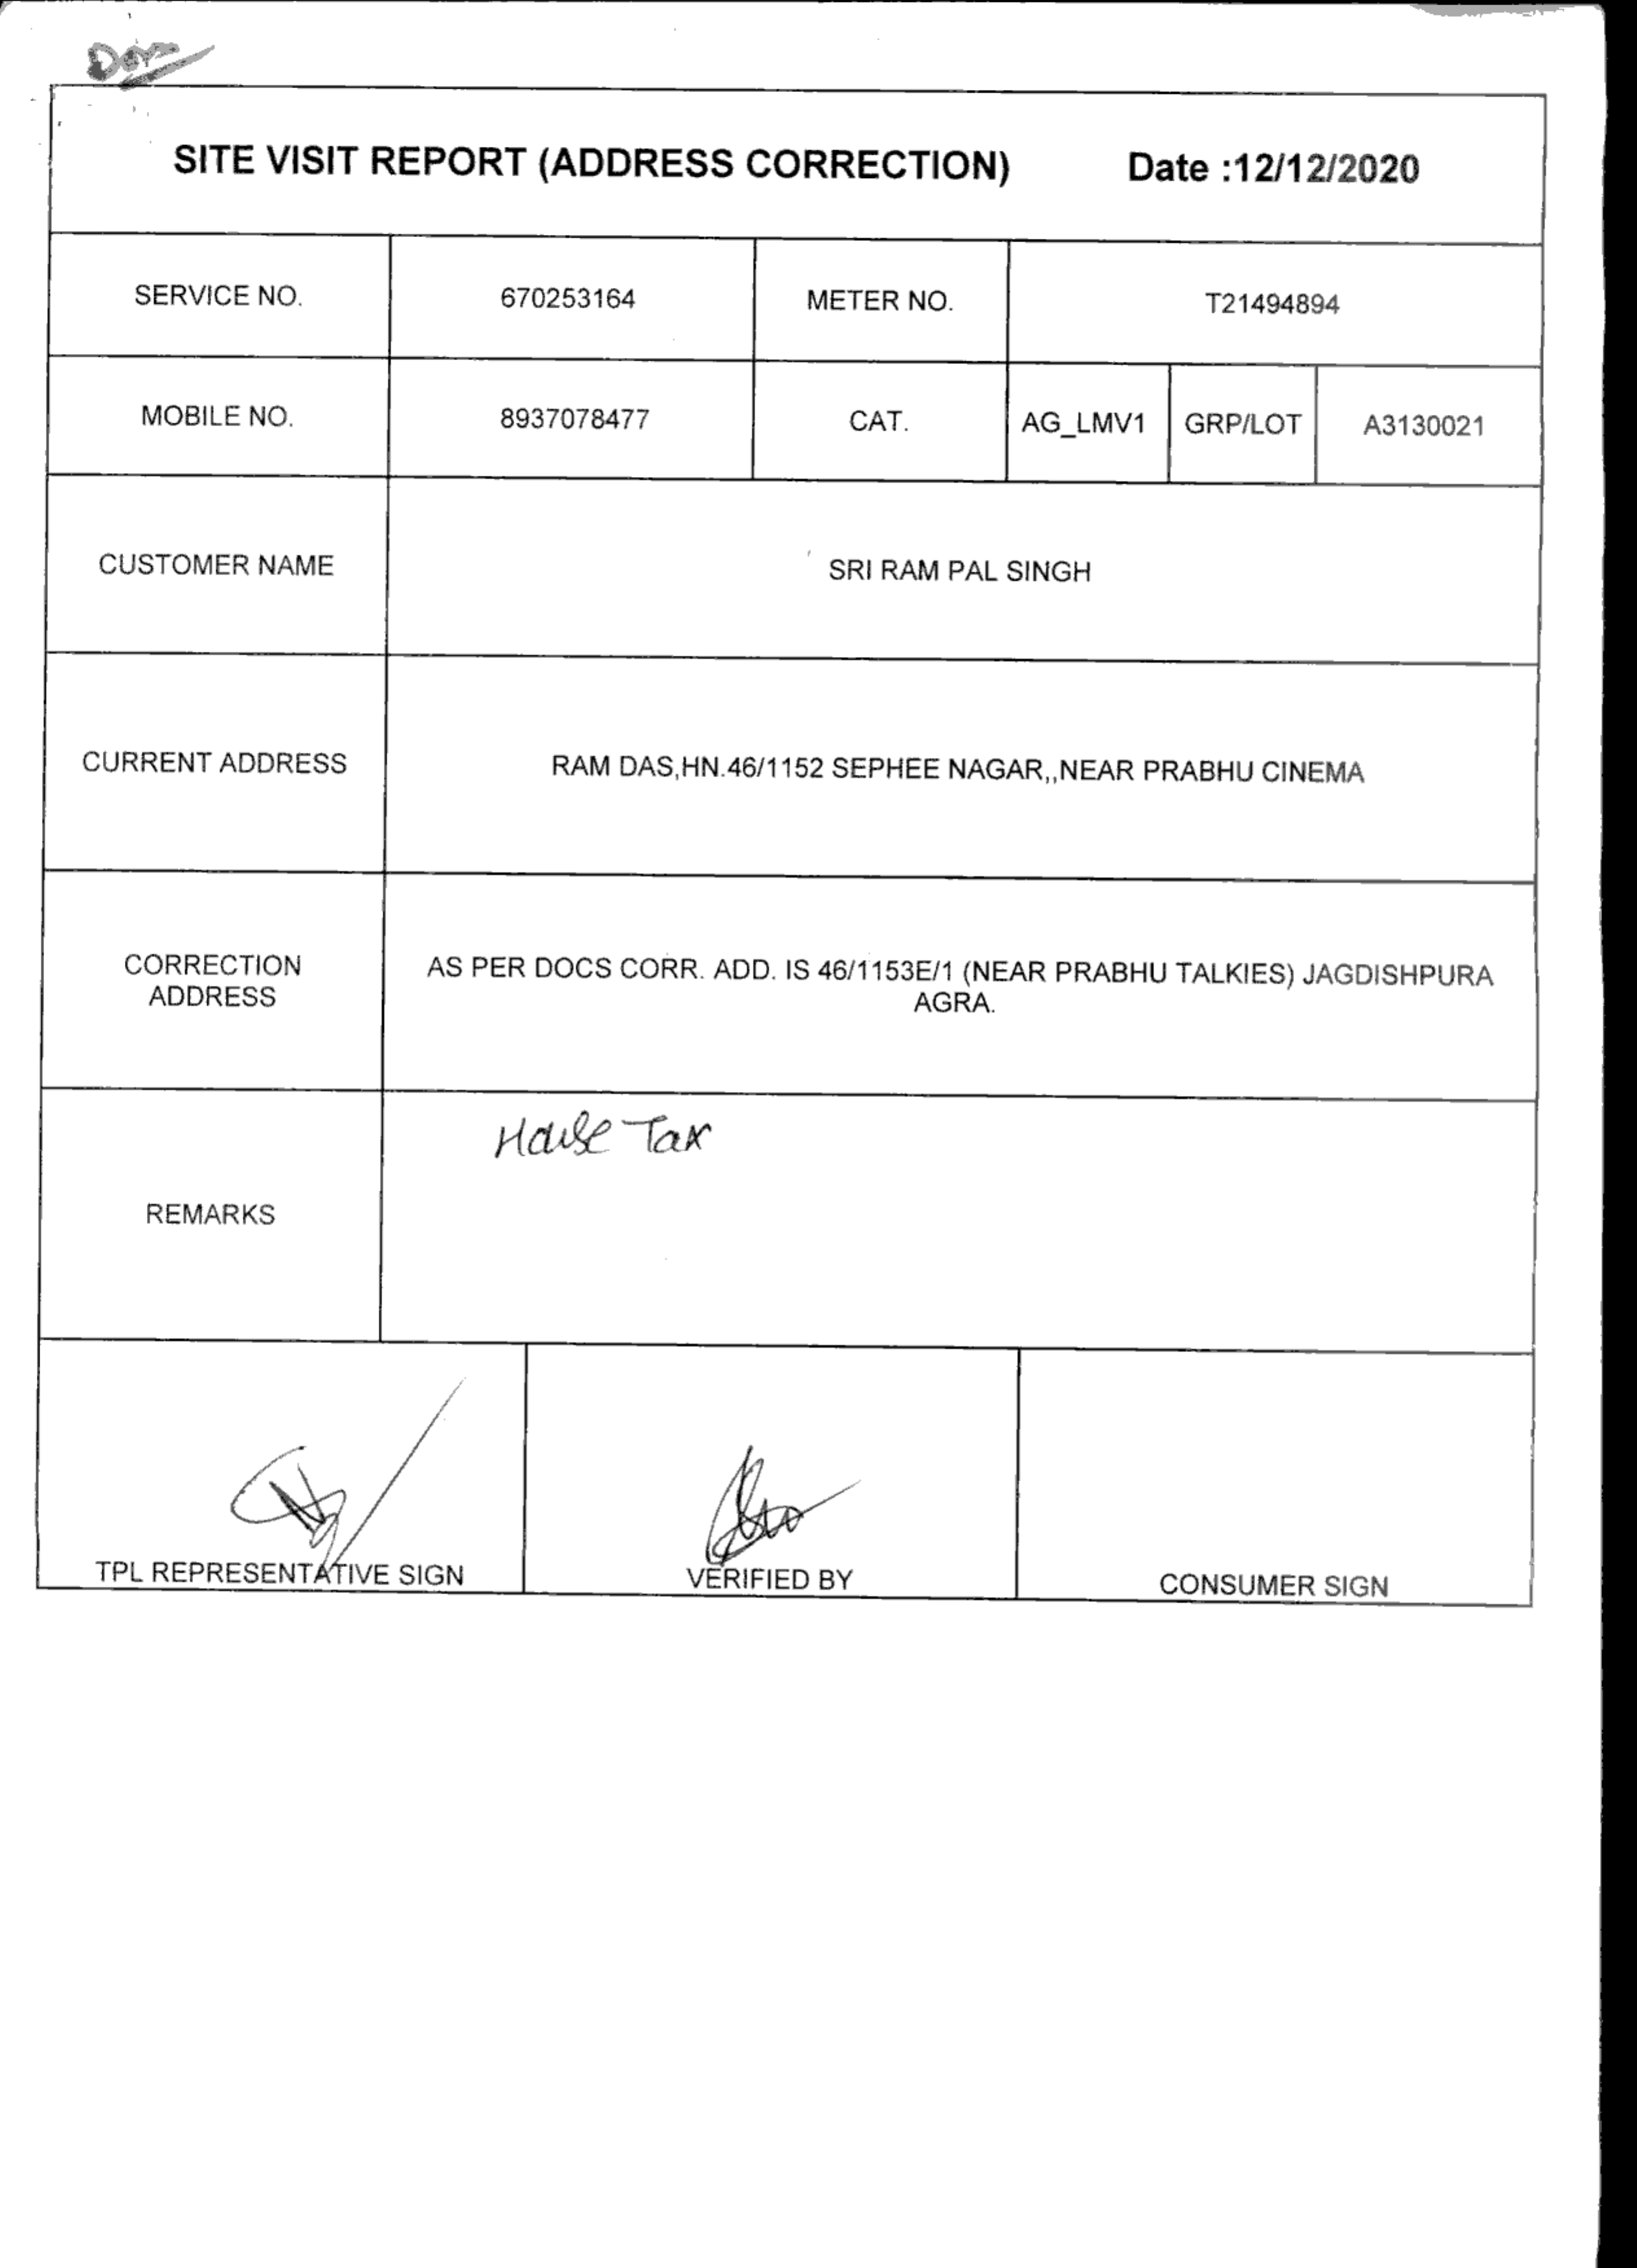 SITE VISIT REPORT (ADDRESS CORRECTION) Date :12/12/2020
SERVICE NO. 670253164 METER NO. T21494894
MOBILE NO. 8937078477 CAT. AG_LMV1 GRP/LOT A3130021
CUSTOMER NAME SRI RAM PAL SINGH
CURRENT ADDRESS RAM DAS,HN.46/1152 SEPHEE NAGAR,,NEAR PRABHU CINEMA
CORRECTION
ADDRESS
AS PER DOCS CORR. ADD. IS 46/1153E/1 (NEAR PRABHU TALKIES) JAGDISHPURA
AGRA.
House Tax
REMARKS
TPL REPRESENTATIVE SIGN VERIFIED BY CONSUMER SIGN